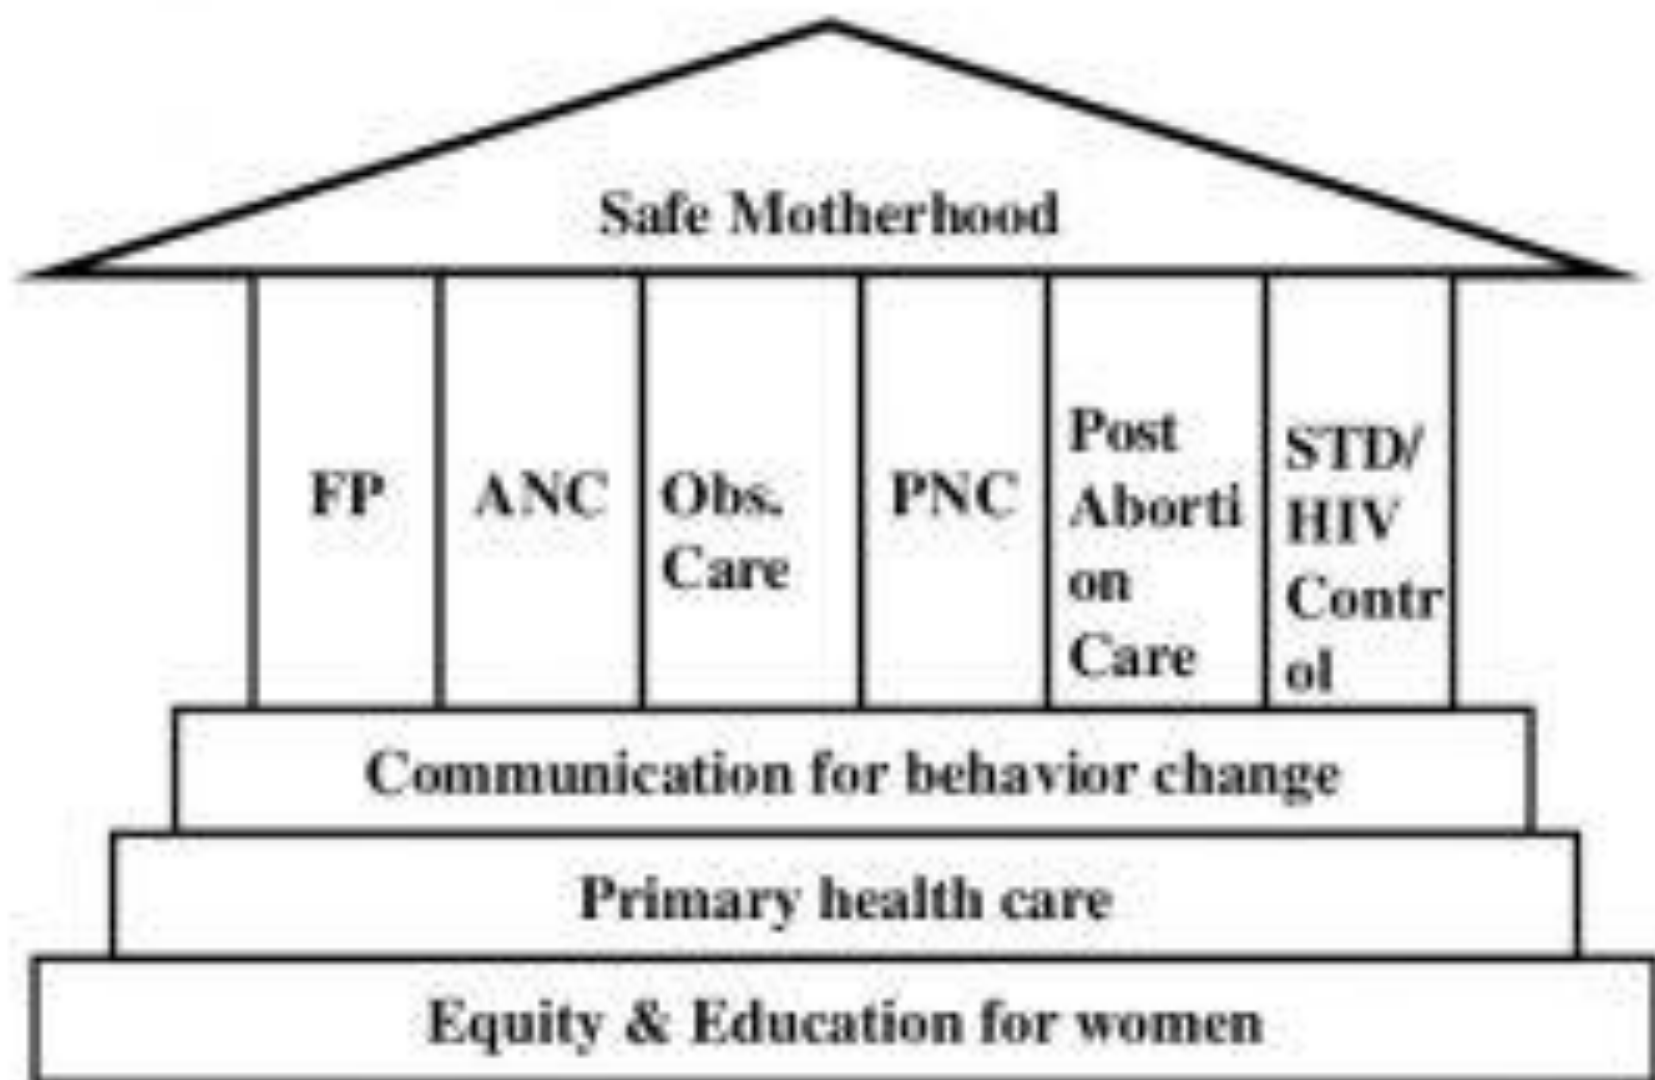 Safe Motherhood
FP
ANC
Obs.
Care
PNC
Post
Aborti
on
Care
STD/
HIV
Contr
ol
Communication for behavior change
Primary health care
Equity & Education for women